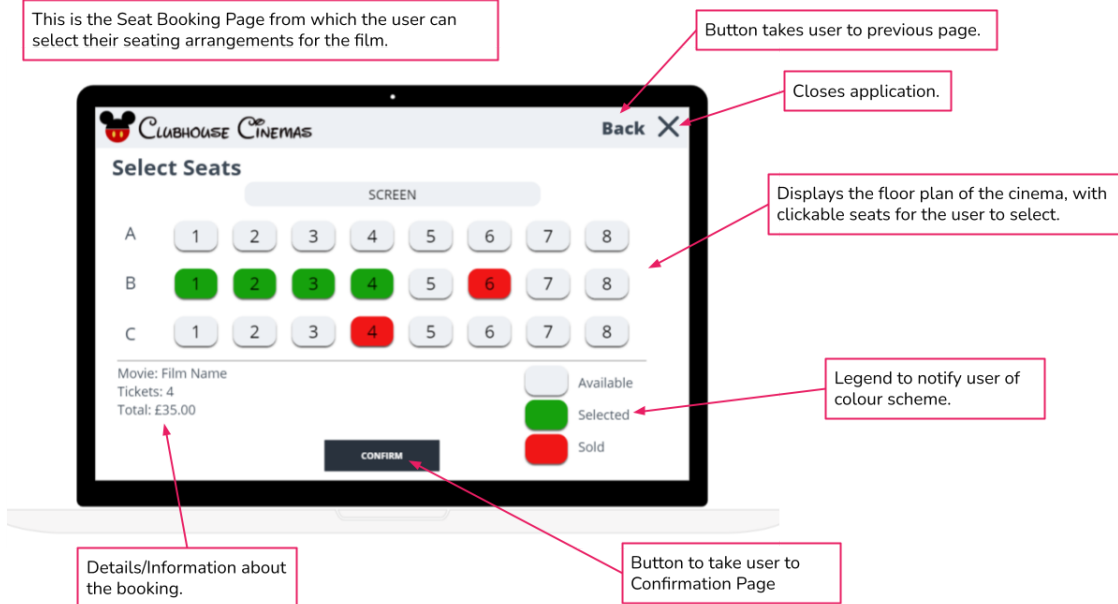 This is the Seat Booking Page from which the user can
select their seating arrangements for the film.
Button takes user to previous page.
Closes application.
Clubhouse Cinemas
Back
Select Seats
SCREEN
Displays the floor plan of the cinema, with
clickable seats for the user to select.
A 1 2 3 4 5 6 7 8
B 1 2 3 4 5 6 7 8
C 1 2 3 4 5 6 7 8
Movie: Film Name
Tickets: 4
Total: £35.00
Available
Selected
Sold
Legend to notify user of
colour scheme.
CONFIRM
Details/Information about
the booking.
Button to take user to
Confirmation Page